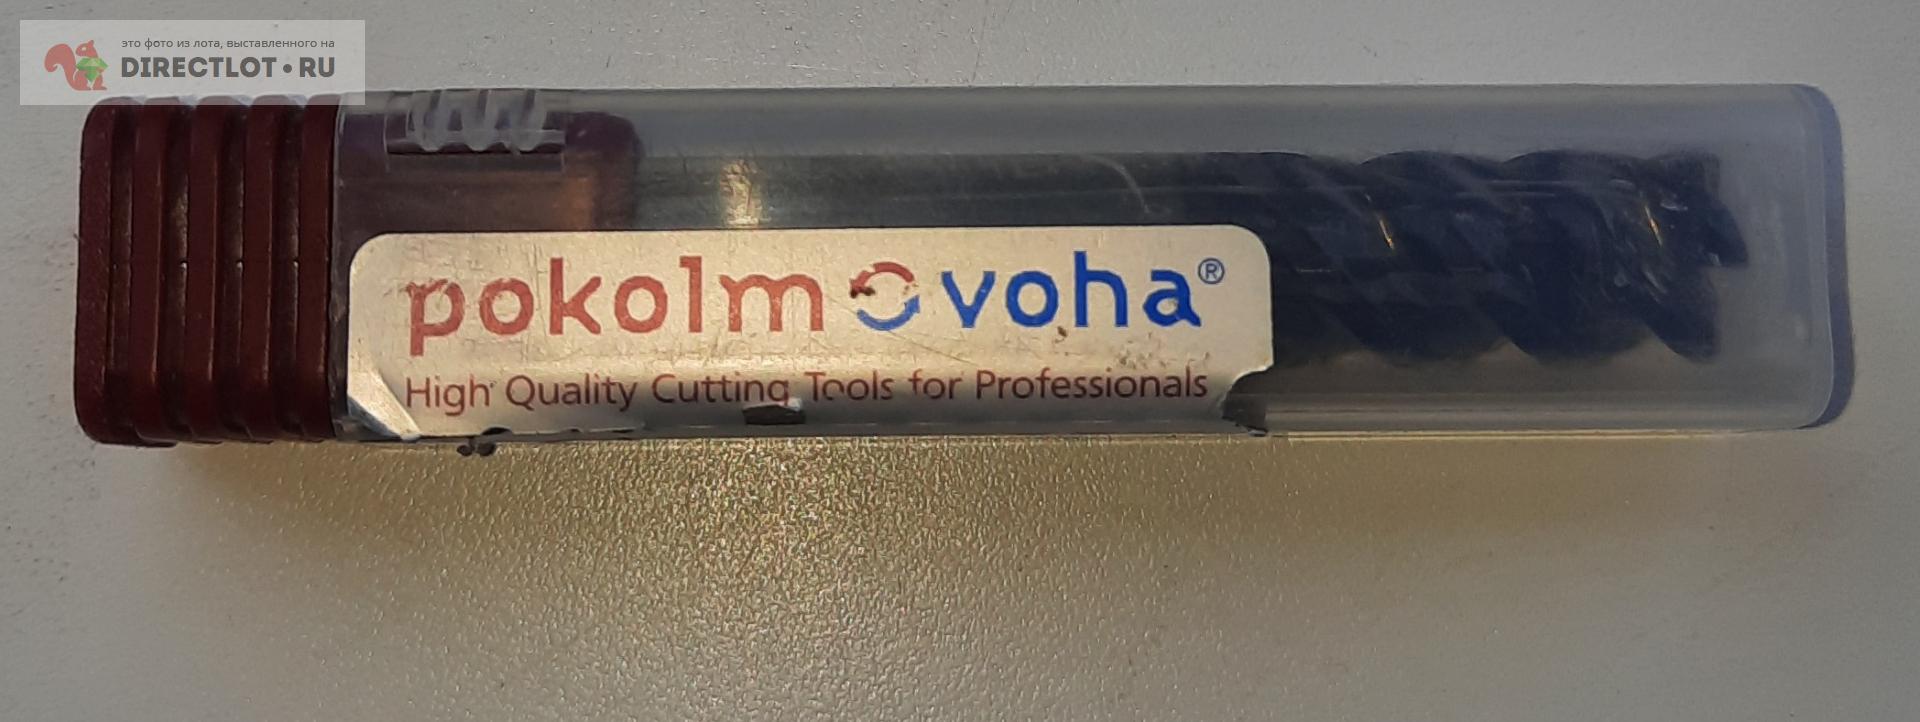 это фото из лота, выставленного на
DIRECTLOT•RU
pokolm voha®
High Quality Cutting Tools for Professionals